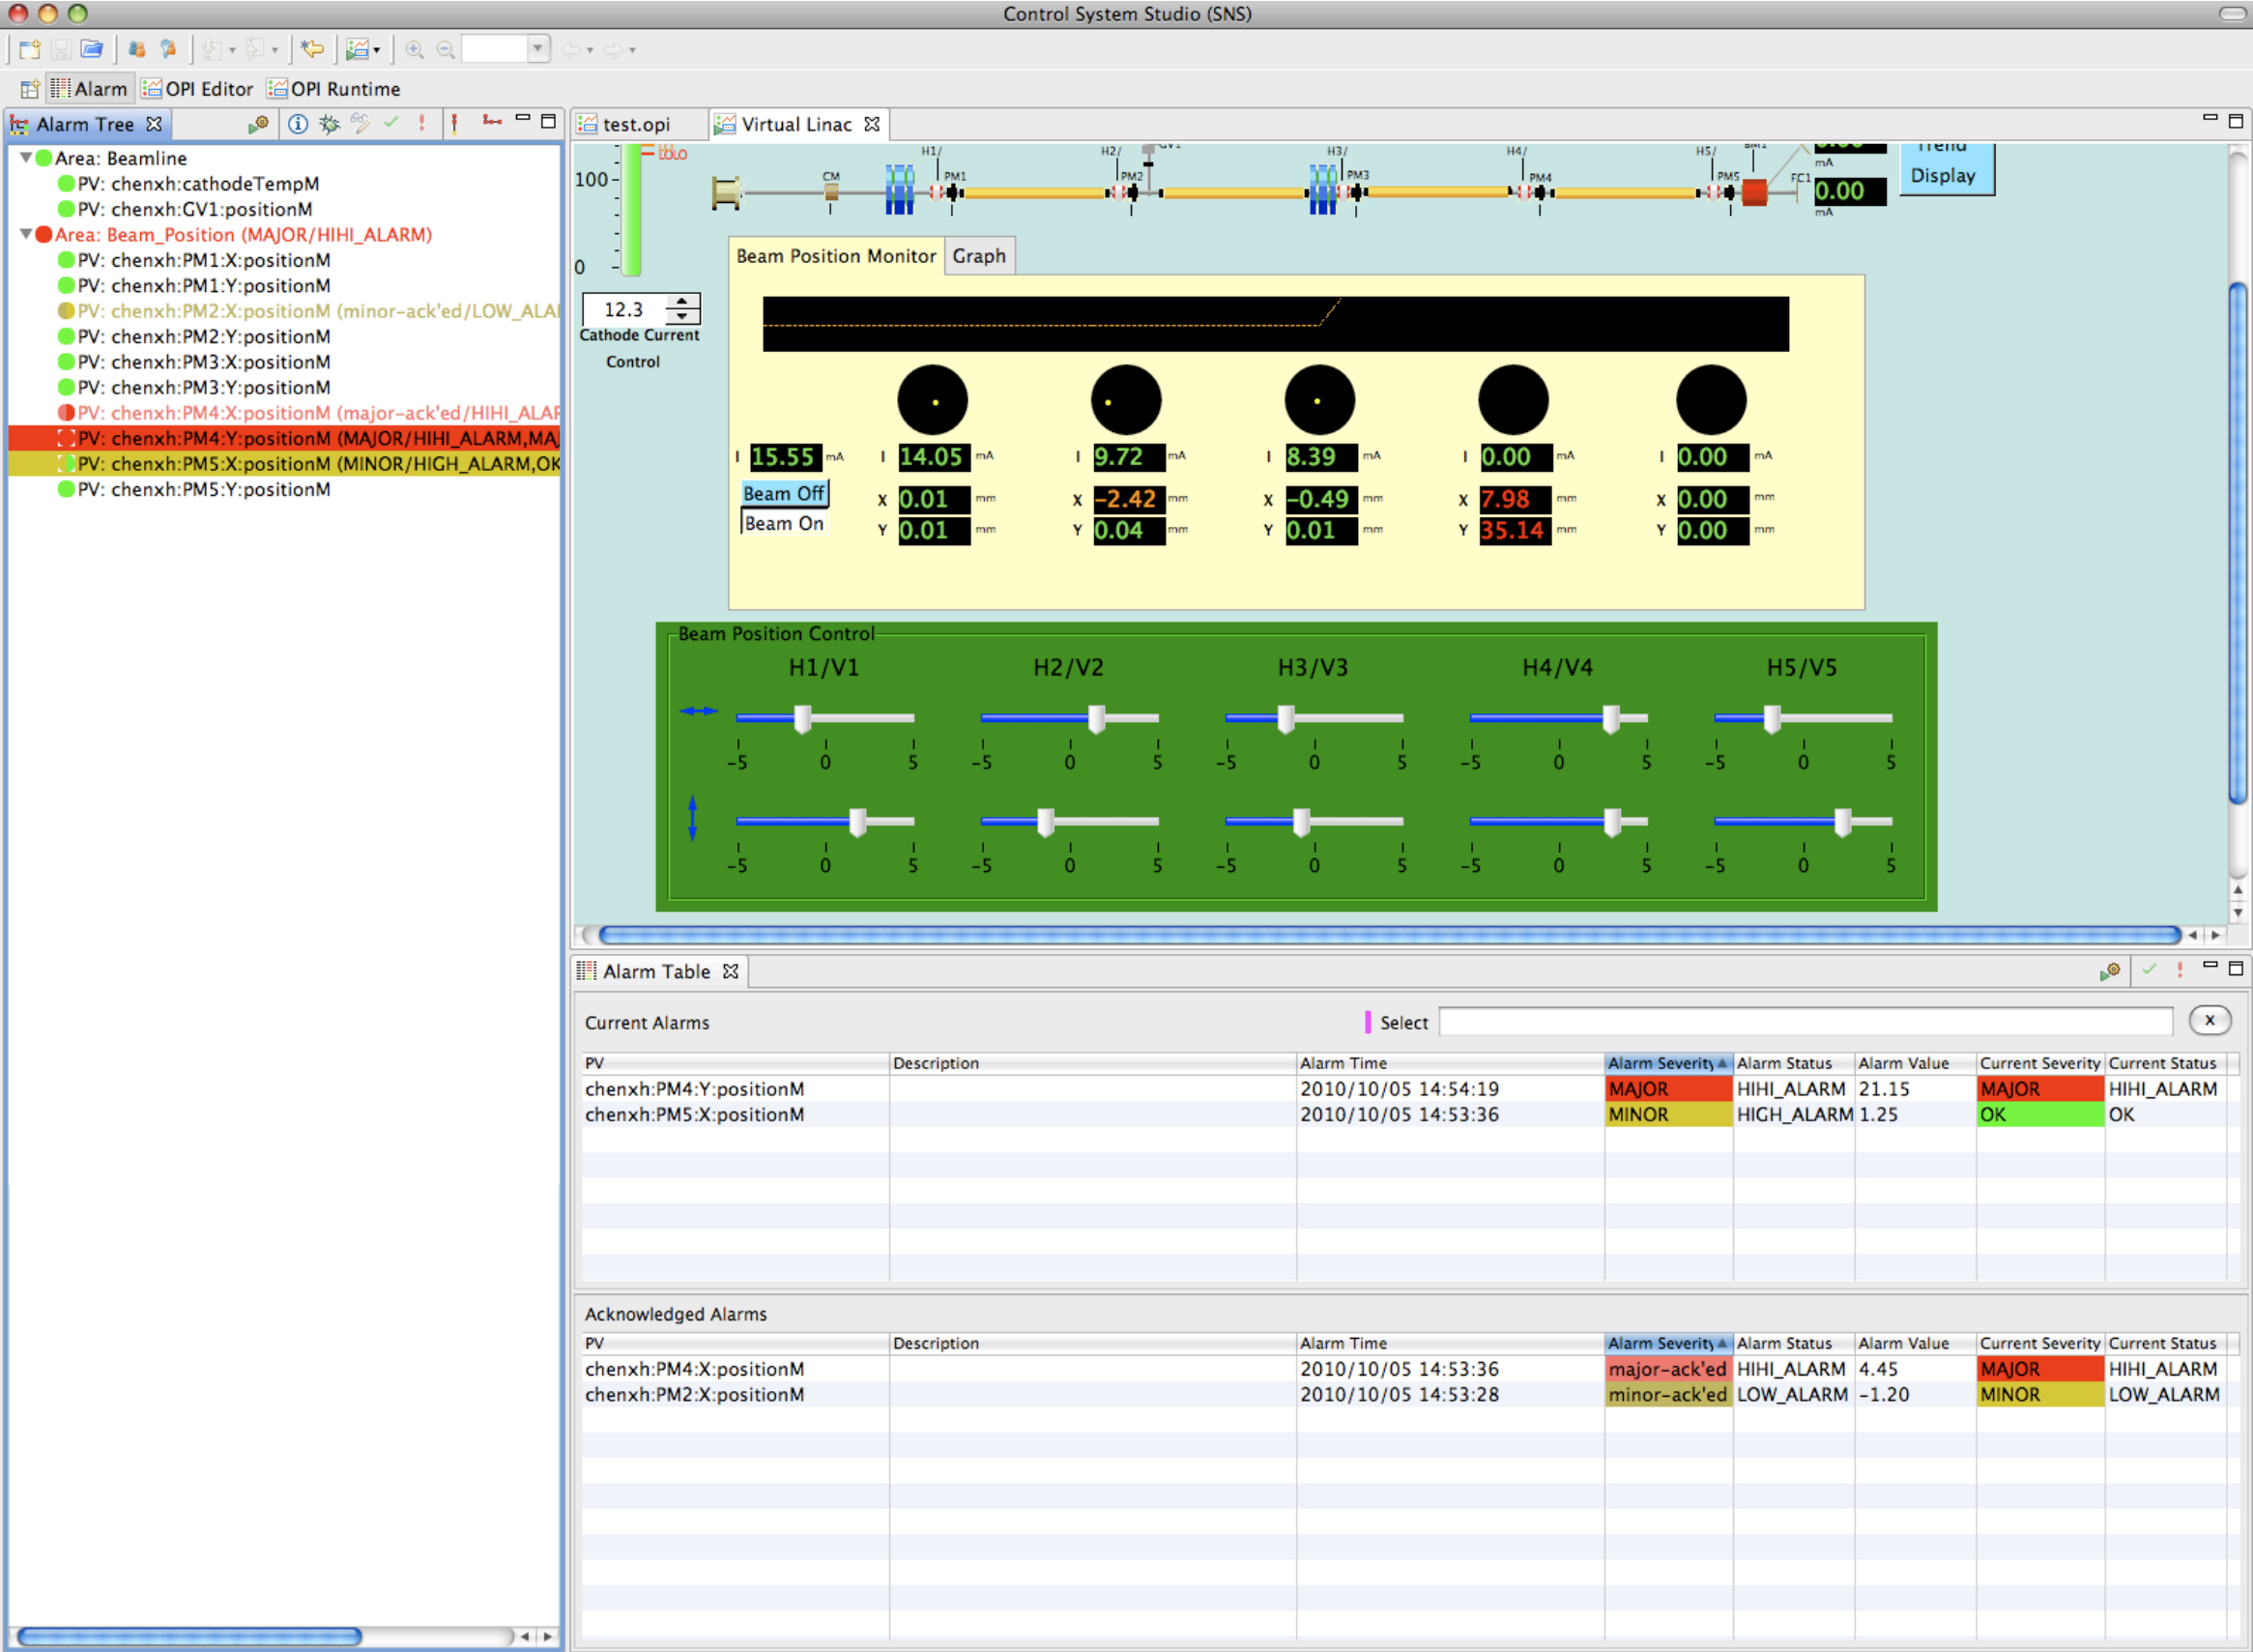 Control System Studio (SNS)
Alarm
OPI Editor
OPI Runtime
Alarm Tree
Area: Beamline
PV: chenxh:cathodeTempM
PV: chenxh:GV1:positionM
Area: Beam_Position (MAJOR/HIHI_ALARM)
PV: chenxh:PM1:X:positionM
PV: chenxh:PM1:Y:positionM
PV: chenxh:PM2:X:positionM (minor-ack'ed/LOW_ALA
PV: chenxh:PM2:Y:positionM
PV: chenxh:PM3:X:positionM
PV: chenxh:PM3:Y:positionM
PV: chenxh:PM4:X:positionM (major-ack'ed/HIHI_ALAR
PV: chenxh:PM4:Y:positionM (MAJOR/HIHI_ALARM,MAJ
PV: chenxh:PM5:X:positionM (MINOR/HIGH_ALARM,OK
PV: chenxh:PM5:Y:positionM
test.opi
Virtual Linac
LOLO
100
0
H1/ H2/ H3/ H4/ H5/
CM PM1 PM2 PM3 PM4 PM5 FC1
mA
0.00
mA
Trend
Display
12.3
Cathode Current
Control
Beam Position Monitor
Graph
I 15.55 mA I 14.05 mA I 9.72 mA I 8.39 mA I 0.00 mA I 0.00 mA
Beam Off
Beam On
X 0.01 mm X -2.42 mm X -0.49 mm X 7.98 mm X 0.00 mm
Y 0.01 mm Y 0.04 mm Y 0.01 mm Y 35.14 mm Y 0.00 mm
Beam Position Control
H1/V1 H2/V2 H3/V3 H4/V4 H5/V5
-5 0 5 -5 0 5 -5 0 5 -5 0 5 -5 0 5
-5 0 5 -5 0 5 -5 0 5 -5 0 5 -5 0 5
Alarm Table
Current Alarms
Select
x
PV Description Alarm Time Alarm Severity Alarm Status Alarm Value Current Severity Current Status
chenxh:PM4:Y:positionM 2010/10/05 14:54:19 MAJOR HIHI_ALARM 21.15 MAJOR HIHI_ALARM
chenxh:PM5:X:positionM 2010/10/05 14:53:36 MINOR HIGH_ALARM 1.25 OK OK
Acknowledged Alarms
PV Description Alarm Time Alarm Severity Alarm Status Alarm Value Current Severity Current Status
chenxh:PM4:X:positionM 2010/10/05 14:53:36 major-ack'ed HIHI_ALARM 4.45 MAJOR HIHI_ALARM
chenxh:PM2:X:positionM 2010/10/05 14:53:28 minor-ack'ed LOW_ALARM -1.20 MINOR LOW_ALARM